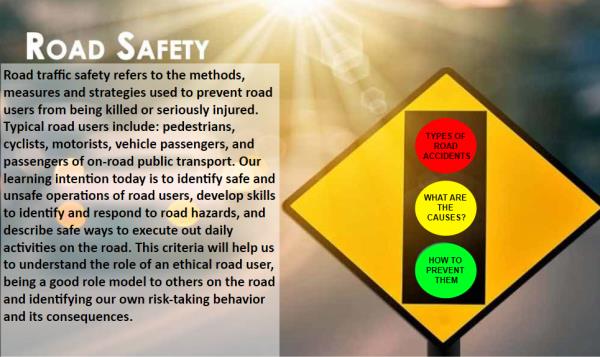 ROAD SAFETY
Road traffic safety refers to the methods,
measures and strategies used to prevent road
users from being killed or seriously injured.
Typical road users include: pedestrians,
cyclists, motorists, vehicle passengers, and
passengers of on-road public transport. Our
learning intention today is to identify safe and
unsafe operations of road users, develop skills
to identify and respond to road hazards, and
describe safe ways to execute out daily
activities on the road. This criteria will help us
to understand the role of an ethical road user,
being a good role model to others on the road
and identifying our own risk-taking behavior
and its consequences.
TYPES OF
ROAD
ACCIDENTS
WHAT ARE
THE
CAUSES?
HOW TO
PREVENT
THEM